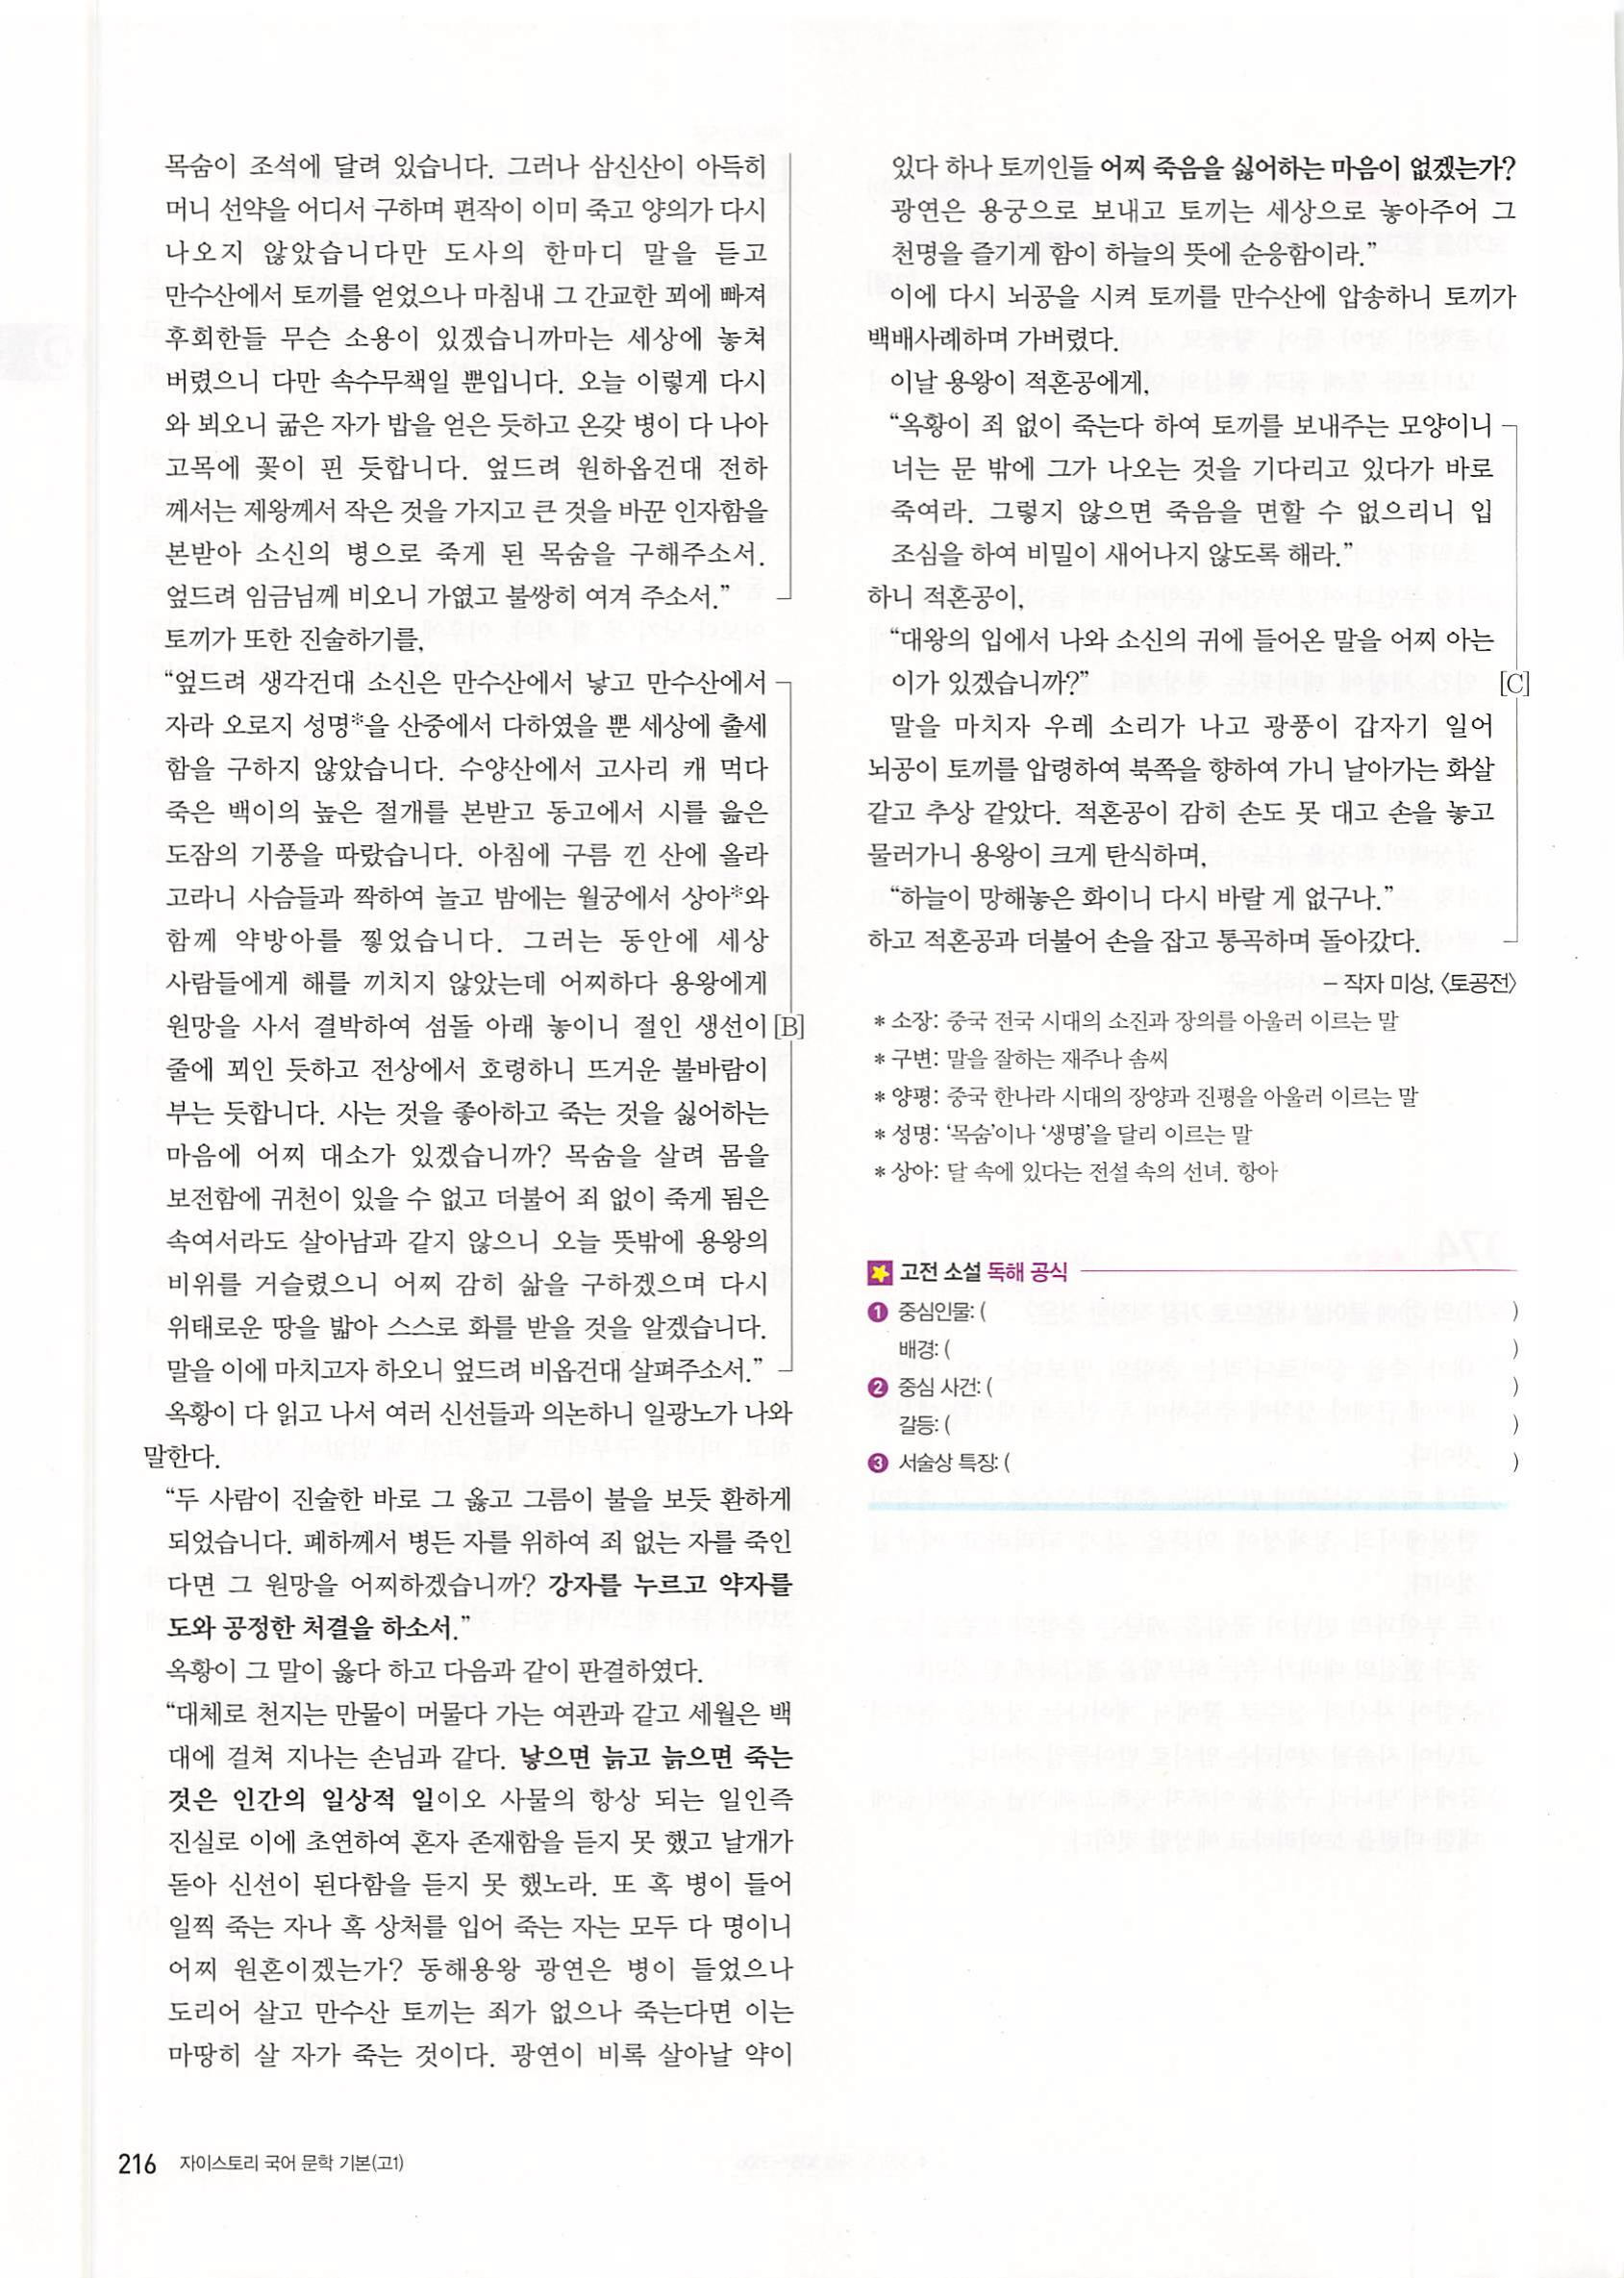 목숨이 조석에 달려 있습니다. 그러나 삼신산이 아득히
머니 선약을 어디서 구하며 편작이 이미 죽고 양의가 다시
나오지 않았습니다만 도사의 한마디 말을 듣고
만수산에서 토끼를 얻었으나 마침내 그 간교한 꾀에 빠져
후회한들 무슨 소용이 있겠습니까마는 세상에 놓쳐
버렸으니 다만 속수무책일 뿐입니다. 오늘 이렇게 다시
와 뵈오니 굶은 자가 밥을 얻은 듯하고 온갖 병이 다 나아
고목에 꽃이 핀 듯합니다. 엎드려 원하옵건대 전하
께서는 제왕께서 작은 것을 가지고 큰 것을 바꾼 인자함을
본받아 소신의 병으로 죽게 된 목숨을 구해주소서.
엎드려 임금님께 비오니 가엾고 불쌍히 여겨 주소서.”
토끼가 또한 진술하기를,
“엎드려 생각건대 소신은 만수산에서 낳고 만수산에서
자라 오로지 성명*을 산중에서 다하였을 뿐 세상에 출세
함을 구하지 않았습니다. 수양산에서 고사리 캐 먹다
죽은 백이의 높은 절개를 본받고 동고에서 시를 읊은
도잠의 기풍을 따랐습니다. 아침에 구름 낀 산에 올라
고라니 사슴들과 짝하여 놀고 밤에는 월궁에서 상아*와
함께 약방아를 찧었습니다. 그러는 동안에 세상
사람들에게 해를 끼치지 않았는데 어찌하다 용왕에게
원망을 사서 결박하여 섬돌 아래 놓이니 절인 생선이 [B]
줄에 꾀인 듯하고 전상에서 호령하니 뜨거운 불바람이
부는 듯합니다. 사는 것을 좋아하고 죽는 것을 싫어하는
마음에 어찌 대소가 있겠습니까? 목숨을 살려 몸을
보전함에 귀천이 있을 수 없고 더불어 죄 없이 죽게 됨은
속여서라도 살아남과 같지 않으니 오늘 뜻밖에 용왕의
비위를 거슬렸으니 어찌 감히 삶을 구하겠으며 다시
위태로운 땅을 밟아 스스로 화를 받을 것을 알겠습니다.
말을 이에 마치고자 하오니 엎드려 비옵건대 살펴주소서.”
옥황이 다 읽고 나서 여러 신선들과 의논하니 일광노가 나와
말한다.
“두 사람이 진술한 바로 그 옳고 그름이 불을 보듯 환하게
되었습니다. 폐하께서 병든 자를 위하여 죄 없는 자를 죽인
다면 그 원망을 어찌하겠습니까? 강자를 누르고 약자를
도와 공정한 처결을 하소서.”
옥황이 그 말이 옳다 하고 다음과 같이 판결하였다.
“대체로 천지는 만물이 머물다 가는 여관과 같고 세월은 백
대에 걸쳐 지나는 손님과 같다. 낳으면 늙고 늙으면 죽는
것은 인간의 일상적 일이오 사물의 항상 되는 일인즉
진실로 이에 초연하여 혼자 존재함을 듣지 못 했고 날개가
돋아 신선이 된다함을 듣지 못 했노라. 또 혹 병이 들어
일찍 죽는 자나 혹 상처를 입어 죽는 자는 모두 다 명이니
어찌 원혼이겠는가? 동해용왕 광연은 병이 들었으나
도리어 살고 만수산 토끼는 죄가 없으나 죽는다면 이는
마땅히 살 자가 죽는 것이다. 광연이 비록 살아날 약이
있다 하나 토끼인들 어찌 죽음을 싫어하는 마음이 없겠는가?
광연은 용궁으로 보내고 토끼는 세상으로 놓아주어 그
천명을 즐기게 함이 하늘의 뜻에 순응함이라.”
이에 다시 뇌공을 시켜 토끼를 만수산에 압송하니 토끼가
백배사례하며 가버렸다.
이날 용왕이 적혼공에게,
“옥황이 죄 없이 죽는다 하여 토끼를 보내주는 모양이니
너는 문 밖에 그가 나오는 것을 기다리고 있다가 바로
죽여라. 그렇지 않으면 죽음을 면할 수 없으리니 입
조심을 하여 비밀이 새어나지 않도록 해라.”
하니 적혼공이,
“대왕의 입에서 나와 소신의 귀에 들어온 말을 어찌 아는
이가 있겠습니까?” [C]
말을 마치자 우레 소리가 나고 광풍이 갑자기 일어
뇌공이 토끼를 압령하여 북쪽을 향하여 가니 날아가는 화살
같고 추상 같았다. 적혼공이 감히 손도 못 대고 손을 놓고
물러가니 용왕이 크게 탄식하며,
“하늘이 망해놓은 화이니 다시 바랄 게 없구나.”
하고 적혼공과 더불어 손을 잡고 통곡하며 돌아갔다.
– 작자 미상, 〈토공전〉
* 소장: 중국 전국 시대의 소진과 장의를 아울러 이르는 말
* 구변: 말을 잘하는 재주나 솜씨
* 양평: 중국 한나라 시대의 장양과 진평을 아울러 이르는 말
* 성명: ‘목숨’이나 ‘생명’을 달리 이르는 말
* 상아: 달 속에 있다는 전설 속의 선녀. 항아
고전 소설 독해 공식
❶ 중심인물: ( )
배경: ( )
❷ 중심 사건: ( )
갈등: ( )
❸ 서술상 특징: ( )
216 자이스토리 국어 문학 기본(고1)